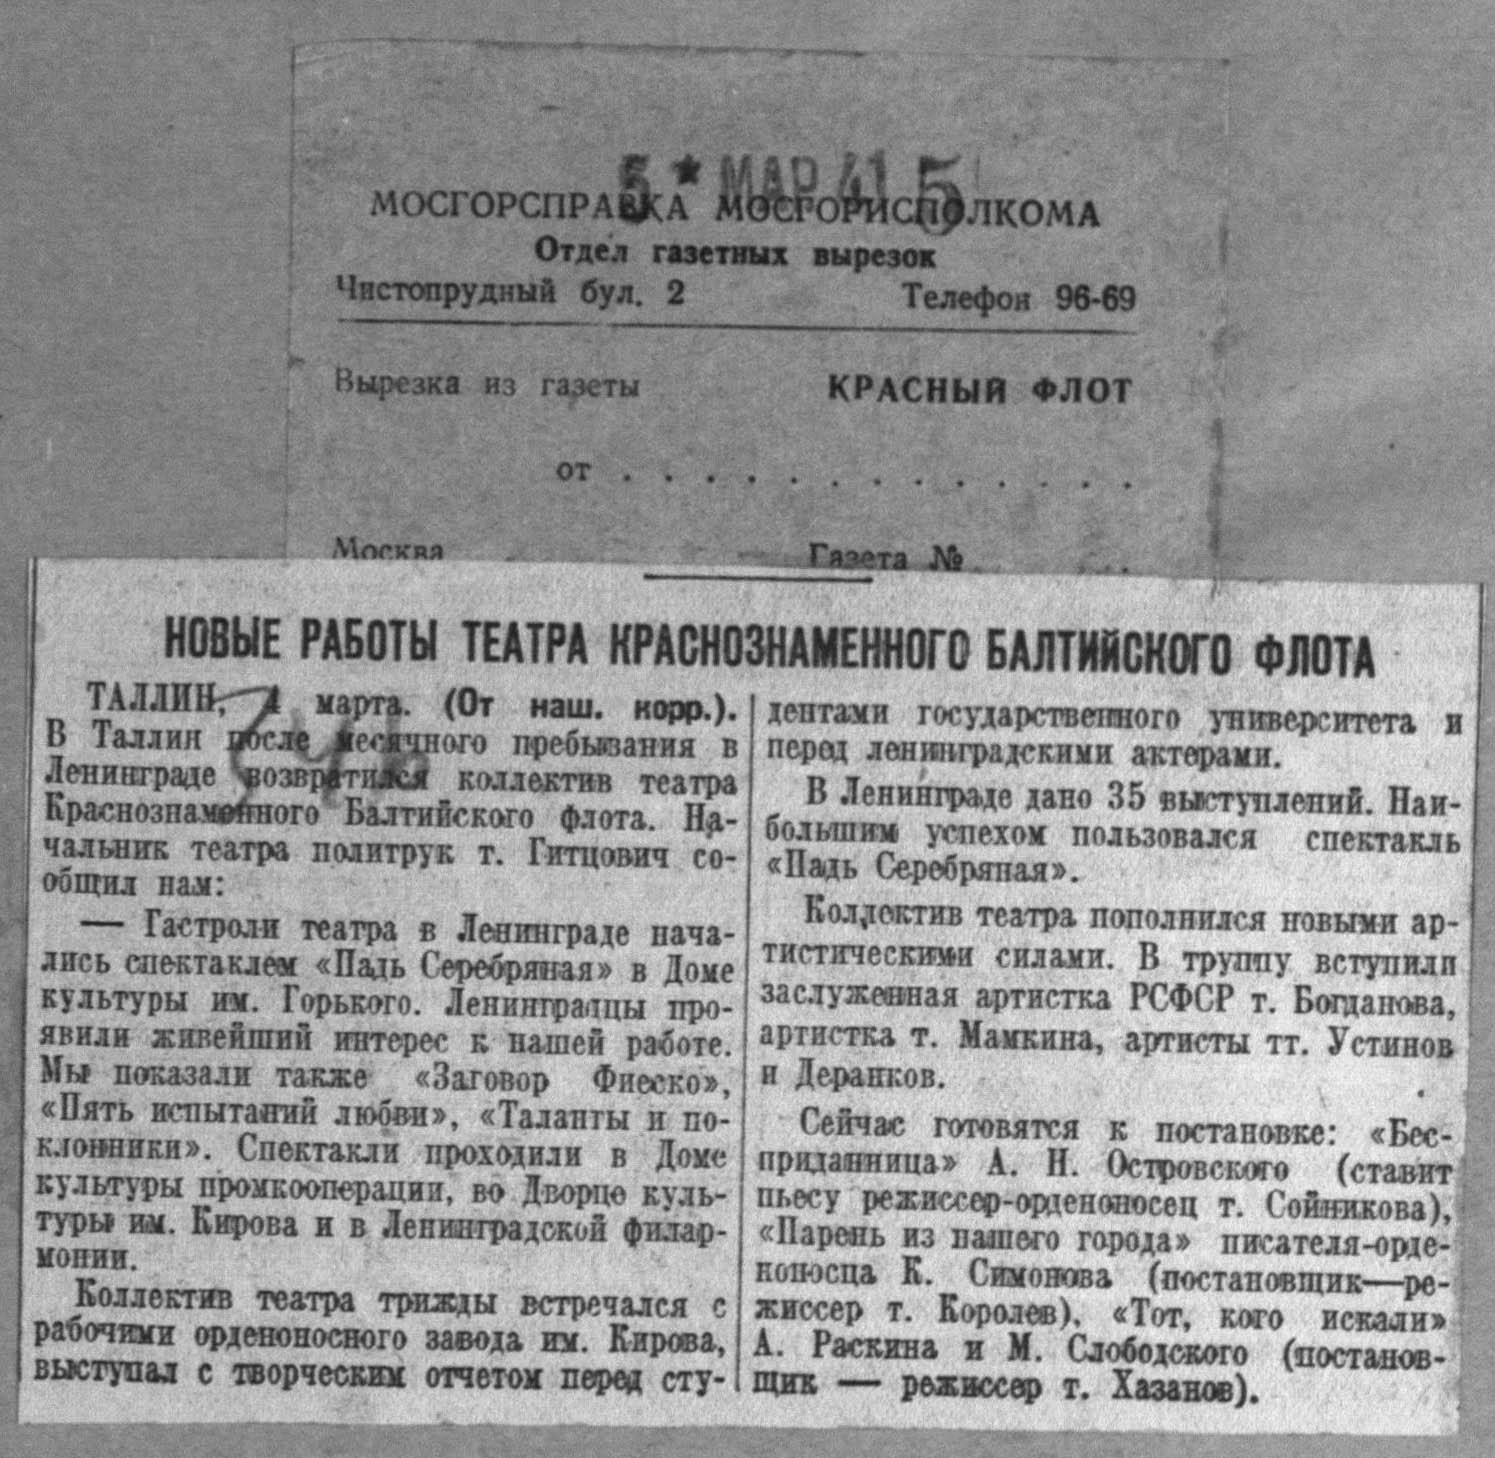 5 * МАР 41 5
МОСГОРСПРАВКА МОСГОРИСПОЛКОМА
Отдел газетных вырезок
Чистопрудный бул. 2 Телефон 96-69
Вырезка из газеты КРАСНЫЙ ФЛОТ
от . . . . . . . . . . . . .
Москва Газета №
НОВЫЕ РАБОТЫ ТЕАТРА КРАСНОЗНАМЕННОГО БАЛТИЙСКОГО ФЛОТА
ТАЛЛИН, 4 марта. (От наш. корр.).
В Таллин после месячного пребывания в
Ленинграде возвратился коллектив театра
Краснознаменного Балтийского флота. На-
чальник театра политрук т. Гитцович со-
общил нам:
— Гастроли театра в Ленинграде нача-
лись спектаклем «Падь Серебряная» в Доме
культуры им. Горького. Ленинградцы про-
явили живейший интерес к нашей работе.
Мы показали также «Заговор Фиеско»,
«Пять испытаний любви», «Таланты и по-
клонники». Спектакли проходили в Доме
культуры промкооперации, во Дворце куль-
туры им. Кирова и в Ленинградской филар-
монии.
Коллектив театра трижды встречался с
рабочими орденоносного завода им. Кирова,
выступал с творческим отчетом перед сту-
дентами государственного университета и
перед ленинградскими актерами.
В Ленинграде дано 35 выступлений. Наи-
большим успехом пользовался спектакль
«Падь Серебряная».
Коллектив театра пополнился новыми ар-
тистическими силами. В труппу вступили
заслуженная артистка РСФСР т. Богданова,
артистка т. Мамкина, артисты тт. Устинов
и Деранков.
Сейчас готовятся к постановке: «Бес-
приданница» А. Н. Островского (ставит
пьесу режиссер-орденоносец т. Сойникова),
«Парень из нашего города» писателя-орде-
ноносца К. Симонова (постановщик—ре-
жиссер т. Королев), «Тот, кого искали»
А. Раскина и М. Слободского (постанов-
щик — режиссер т. Хазанов).